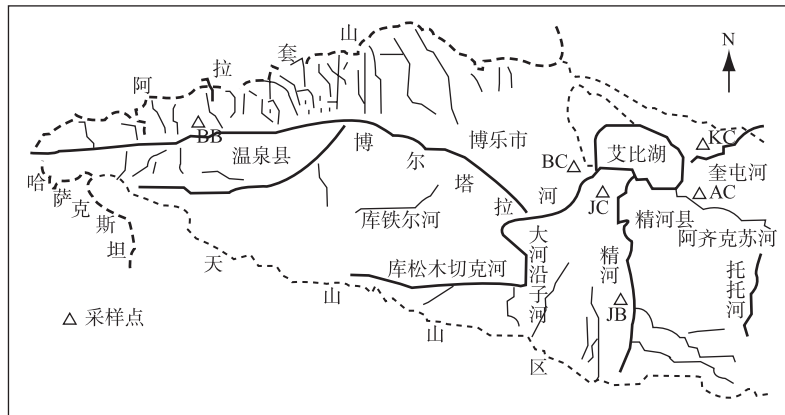 N
阿拉套山
BB
温泉县
博尔塔拉河
博乐市
BC
艾比湖
KC
奎屯河
AC
JC
精河县
阿齐克苏河
哈萨克斯坦
库铁尔河
大河沿子河
精河
托托河
库松木切克河
JB
天山山区
采样点